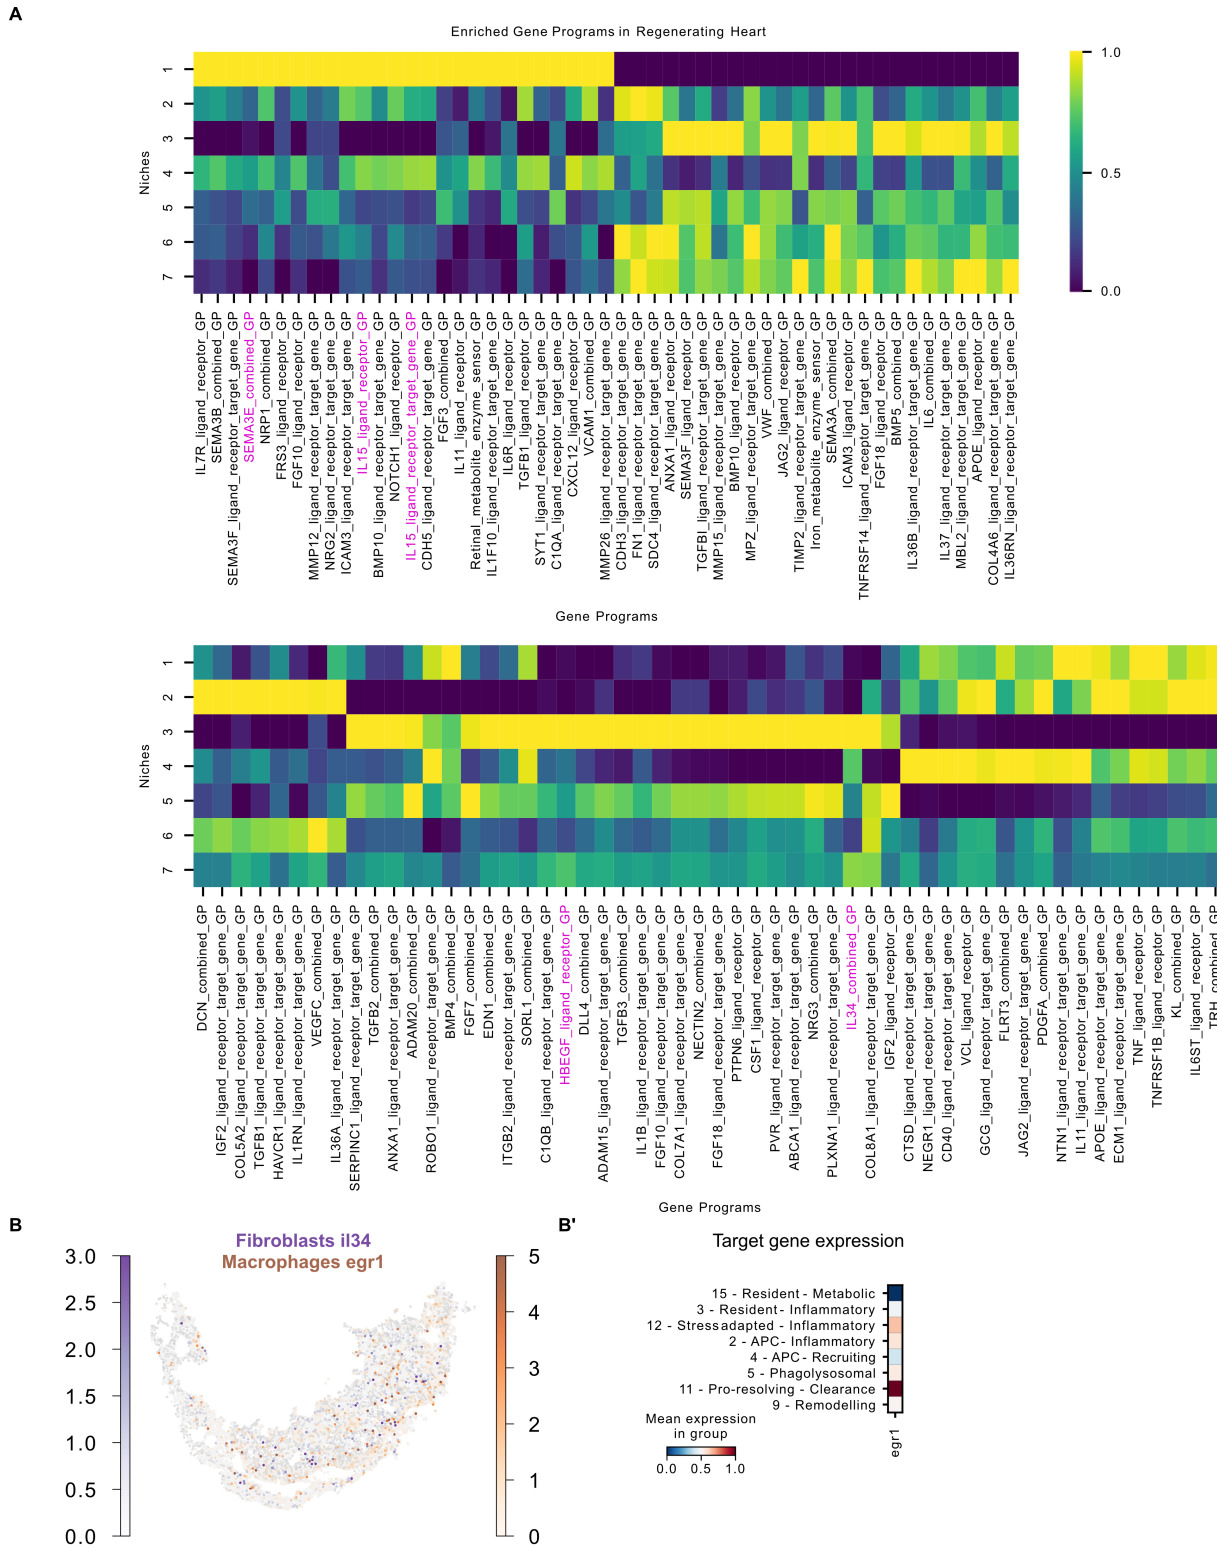 A
Enriched Gene Programs in Regenerating Heart
Niches
1
2
3
4
5
6
7
1.0
0.5
0.0
IL7R_ligand_receptor_GP
SEMA3B_combined_GP
SEMA3F_ligand_receptor_target_gene_GP
SEMA3E_combined_GP
NRP1_combined_GP
FRS3_ligand_receptor_GP
FGF10_ligand_receptor_GP
MMP12_ligand_receptor_target_gene_GP
NRG2_ligand_receptor_target_gene_GP
ICAM3_ligand_receptor_target_gene_GP
IL15_ligand_receptor_GP
BMP10_ligand_receptor_target_gene_GP
NOTCH1_ligand_receptor_GP
IL15_ligand_receptor_target_gene_GP
CDH5_ligand_receptor_target_gene_GP
FGF3_combined_GP
IL11_ligand_receptor_GP
Retinal_metabolite_enzyme_sensor_GP
IL1F10_ligand_receptor_target_gene_GP
IL6R_ligand_receptor_GP
TGFB1_ligand_receptor_GP
SYT1_ligand_receptor_target_gene_GP
C1QA_ligand_receptor_target_gene_GP
CXCL12_ligand_receptor_GP
VCAM1_combined_GP
MMP26_ligand_receptor_target_gene_GP
CDH3_ligand_receptor_target_gene_GP
FN1_ligand_receptor_target_gene_GP
SDC4_ligand_receptor_target_gene_GP
ANXA1_ligand_receptor_GP
SEMA3F_ligand_receptor_GP
TGFBI_ligand_receptor_target_gene_GP
MMP15_ligand_receptor_target_gene_GP
BMP10_ligand_receptor_GP
MPZ_ligand_receptor_target_gene_GP
VWF_combined_GP
JAG2_ligand_receptor_GP
TIMP2_ligand_receptor_target_gene_GP
Iron_metabolite_enzyme_sensor_GP
SEMA3A_combined_GP
ICAM3_ligand_receptor_GP
TNFRSF14_ligand_receptor_target_gene_GP
FGF18_ligand_receptor_GP
BMP5_combined_GP
IL36B_ligand_receptor_target_gene_GP
IL6_combined_GP
IL37_ligand_receptor_target_gene_GP
MBL2_ligand_receptor_target_gene_GP
APOE_ligand_receptor_GP
COL4A6_ligand_receptor_target_gene_GP
IL36RN_ligand_receptor_target_gene_GP
Gene Programs
Niches
1
2
3
4
5
6
7
DCN_combined_GP
IGF2_ligand_receptor_target_gene_GP
COL5A2_ligand_receptor_target_gene_GP
TGFB1_ligand_receptor_target_gene_GP
HAVCR1_ligand_receptor_target_gene_GP
IL1RN_ligand_receptor_target_gene_GP
VEGFC_combined_GP
IL36A_ligand_receptor_target_gene_GP
SERPINC1_ligand_receptor_target_gene_GP
TGFB2_combined_GP
ANXA1_ligand_receptor_target_gene_GP
ADAM20_combined_GP
ROBO1_ligand_receptor_target_gene_GP
BMP4_combined_GP
FGF7_combined_GP
EDN1_combined_GP
ITGB2_ligand_receptor_target_gene_GP
SORL1_combined_GP
C1QB_ligand_receptor_target_gene_GP
HBEGF_ligand_receptor_GP
DLL4_combined_GP
ADAM15_ligand_receptor_target_gene_GP
TGFB3_combined_GP
IL1B_ligand_receptor_target_gene_GP
FGF10_ligand_receptor_target_gene_GP
COL7A1_ligand_receptor_target_gene_GP
NECTIN2_combined_GP
FGF18_ligand_receptor_target_gene_GP
PTPN6_ligand_receptor_GP
CSF1_ligand_receptor_GP
PVR_ligand_receptor_target_gene_GP
ABCA1_ligand_receptor_target_gene_GP
NRG3_combined_GP
PLXNA1_ligand_receptor_target_gene_GP
IL34_combined_GP
COL8A1_ligand_receptor_target_gene_GP
IGF2_ligand_receptor_GP
CTSD_ligand_receptor_target_gene_GP
NEGR1_ligand_receptor_target_gene_GP
CD40_ligand_receptor_target_gene_GP
VCL_ligand_receptor_GP
GCG_ligand_receptor_target_gene_GP
FLRT3_combined_GP
JAG2_ligand_receptor_target_gene_GP
PDGFA_combined_GP
NTN1_ligand_receptor_target_gene_GP
IL11_ligand_receptor_target_gene_GP
APOE_ligand_receptor_target_gene_GP
ECM1_ligand_receptor_target_gene_GP
TNF_ligand_receptor_GP
TNFRSF1B_ligand_receptor_GP
KL_combined_GP
IL6ST_ligand_receptor_GP
TRH_combined_GP
Gene Programs
B
Fibroblasts il34
Macrophages egr1
3.0
2.5
2.0
1.5
1.0
0.5
0.0
5
4
3
2
1
0
B'
Target gene expression
15 - Resident - Metabolic
3 - Resident - Inflammatory
12 - Stress adapted - Inflammatory
2 - APC - Inflammatory
4 - APC - Recruiting
5 - Phagolysosomal
11 - Pro-resolving - Clearance
9 - Remodelling
egr1
Mean expression
in group
0.0 0.5 1.0